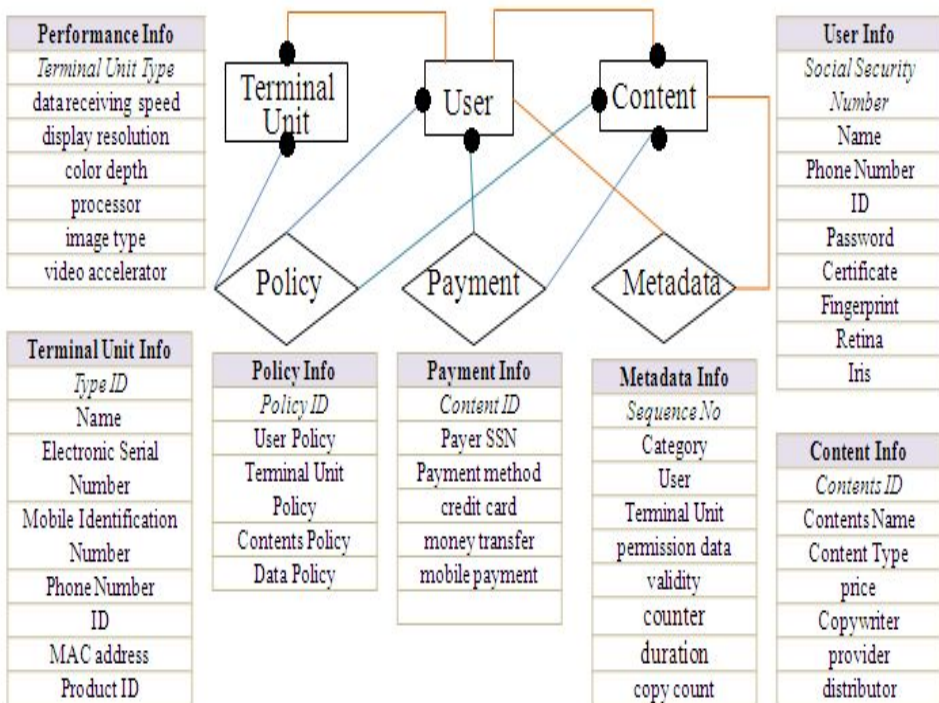 Performance Info
Terminal Unit Type
data receiving speed
display resolution
color depth
processor
image type
video accelerator
Terminal
Unit
User
Content
Policy
Payment
Metadata
User Info
Social Security
Number
Name
Phone Number
ID
Password
Certificate
Fingerprint
Retina
Iris
Terminal Unit Info
Type ID
Name
Electronic Serial
Number
Mobile Identification
Number
Phone Number
ID
MAC address
Product ID
Policy Info
Policy ID
User Policy
Terminal Unit
Policy
Contents Policy
Data Policy
Payment Info
Content ID
Payer SSN
Payment method
credit card
money transfer
mobile payment
Metadata Info
Sequence No
Category
User
Terminal Unit
permission data
validity
counter
duration
copy count
Content Info
Contents ID
Contents Name
Content Type
price
Copywriter
provider
distributor